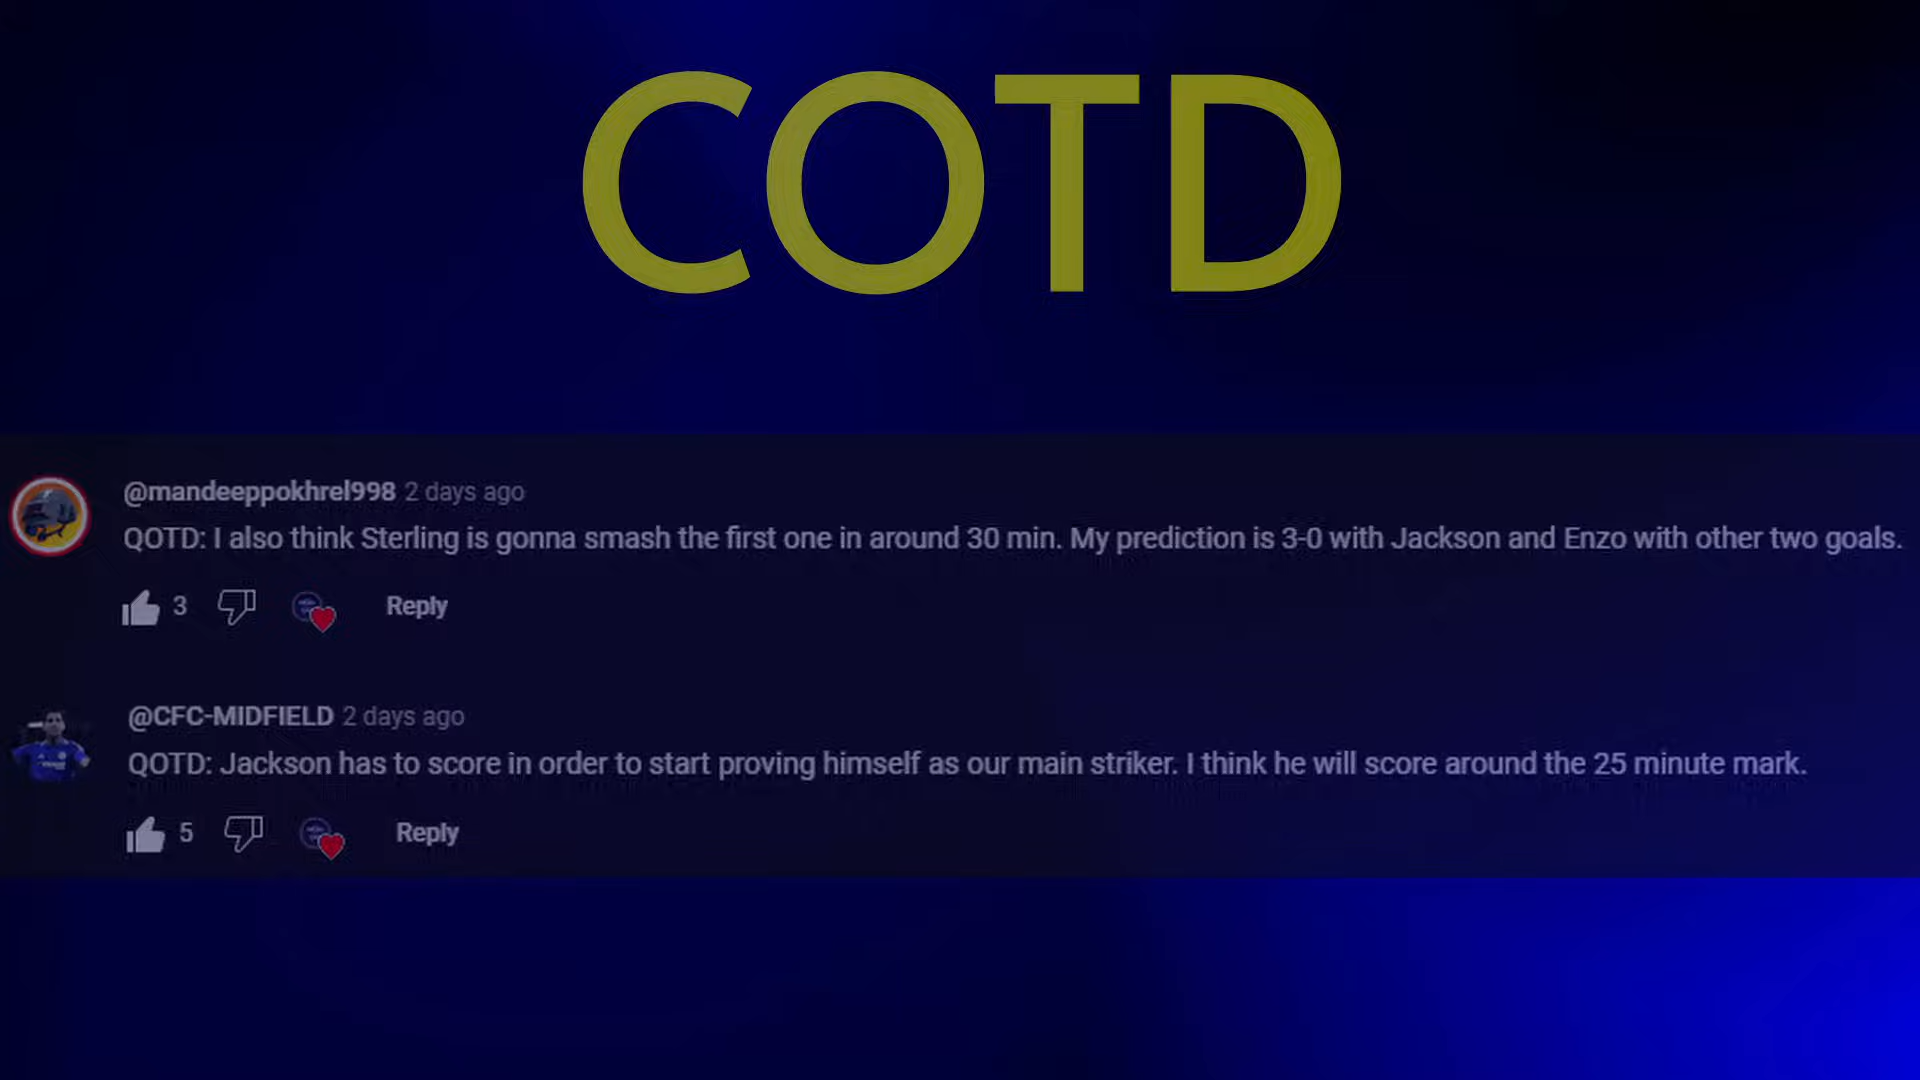 COTD
@mandeeppokhrel998 2 days ago
QOTD: I also think Sterling is gonna smash the first one in around 30 min. My prediction is 3-0 with Jackson and Enzo with other two goals.
3 Reply
@CFC-MIDFIELD 2 days ago
QOTD: Jackson has to score in order to start proving himself as our main striker. I think he will score around the 25 minute mark.
5 Reply